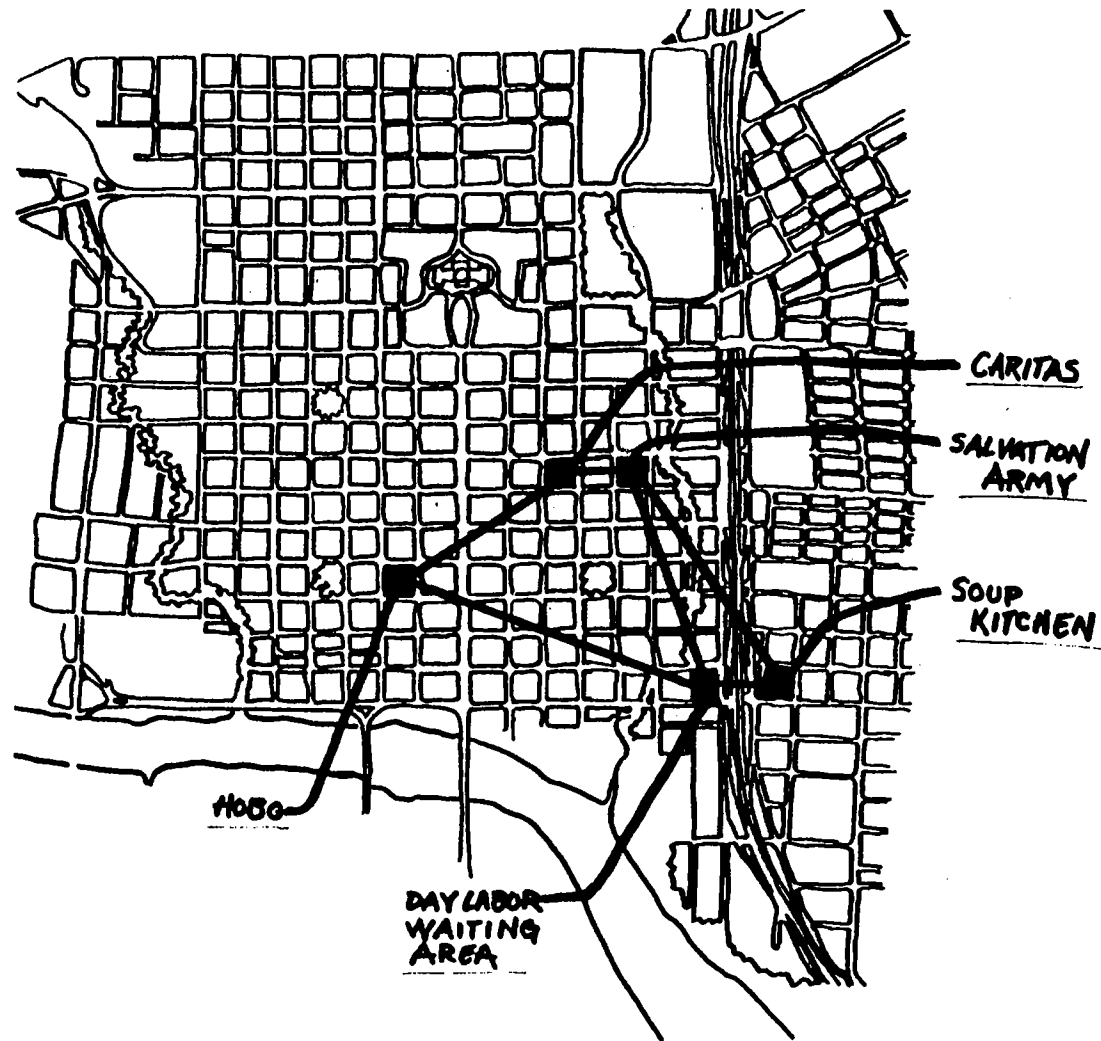 CARITAS
SALVATION
ARMY
SOUP
KITCHEN
HOBO
DAY LABOR
WAITING
AREA